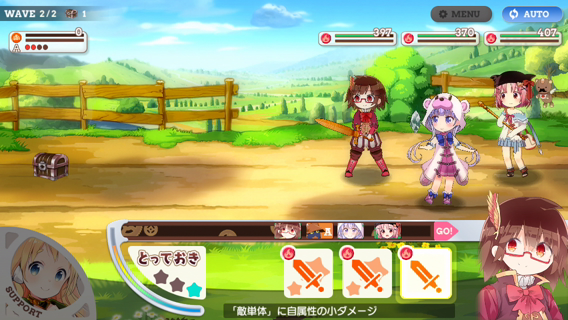 WAVE 2/2 1
MENU
AUTO
0
A
397
370
407
A
GO!
とっておき
SUPPORT
「敵単体」に自属性の小ダメージ